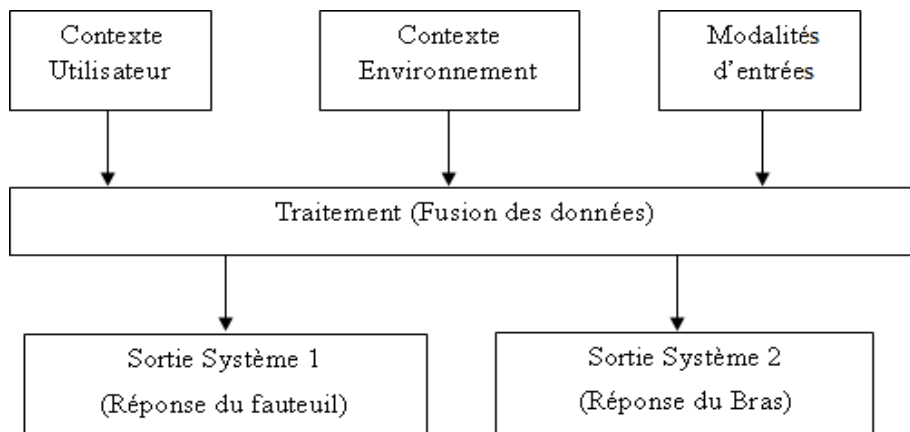 Contexte
Utilisateur
Contexte
Environnement
Modalités
d'entrées
Traitement (Fusion des données)
Sortie Système 1
(Réponse du fauteuil)
Sortie Système 2
(Réponse du Bras)